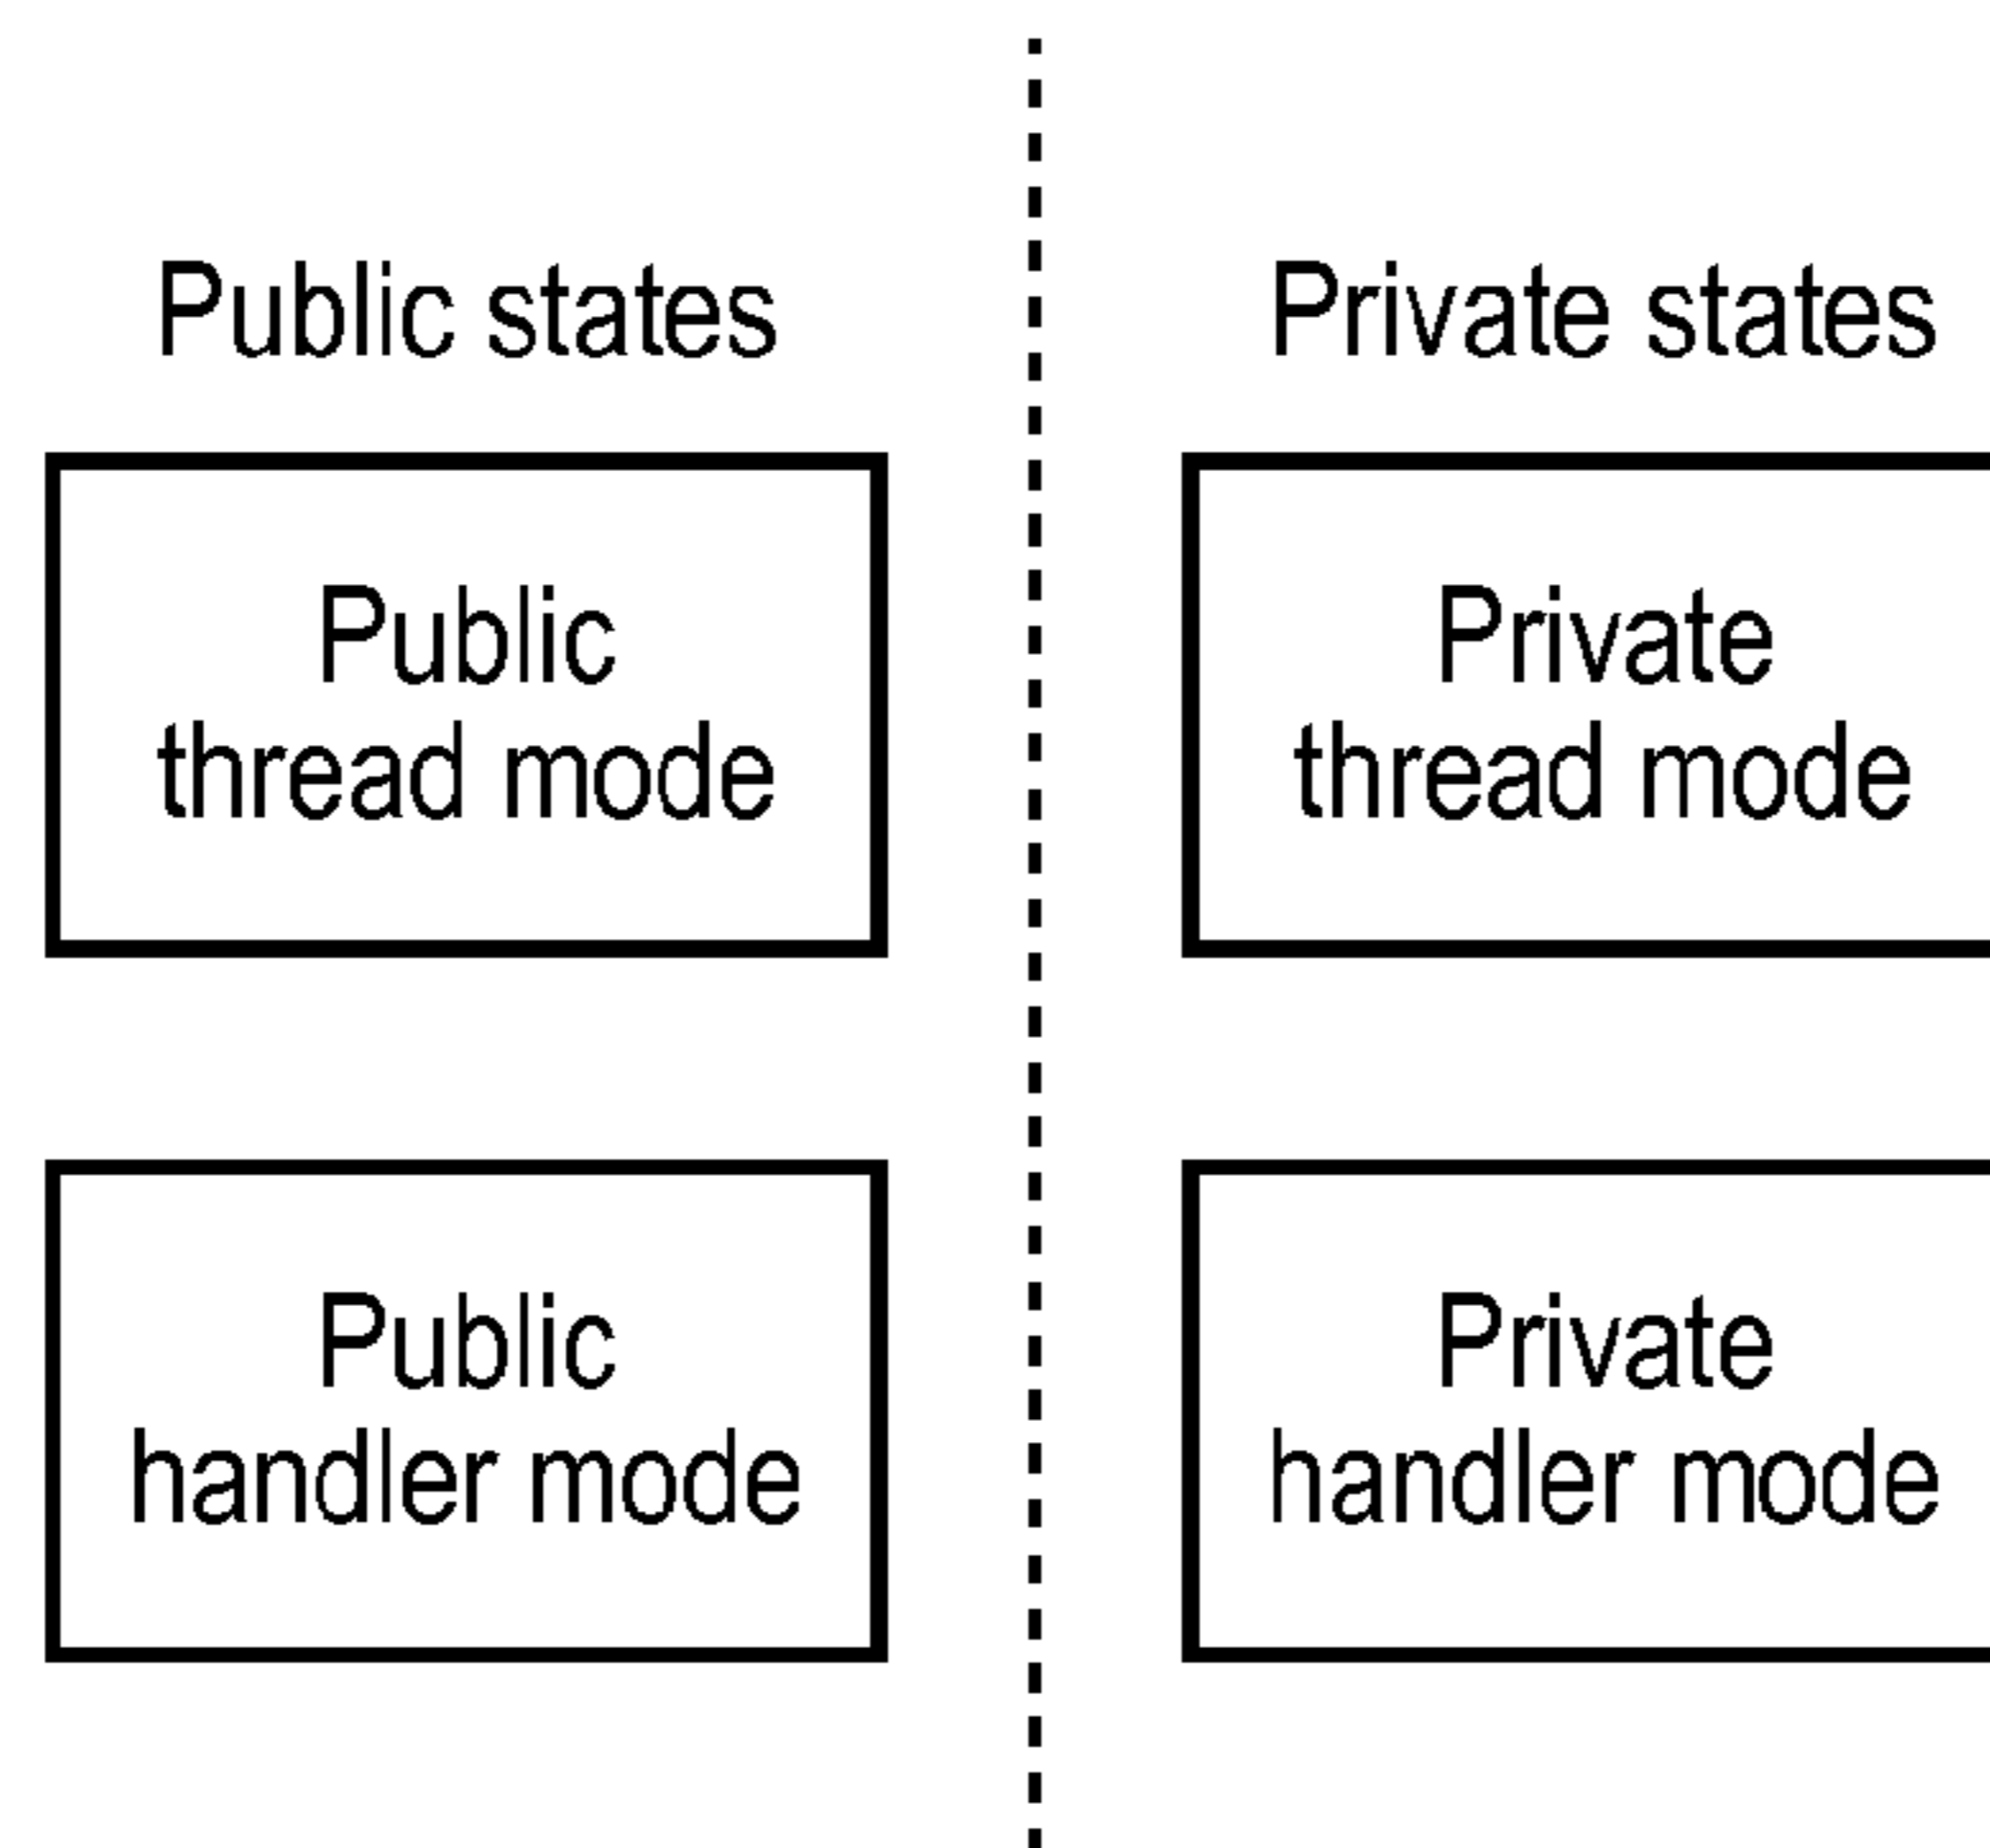 Public states
Private states
Public
thread mode
Private
thread mode
Public
handler mode
Private
handler mode